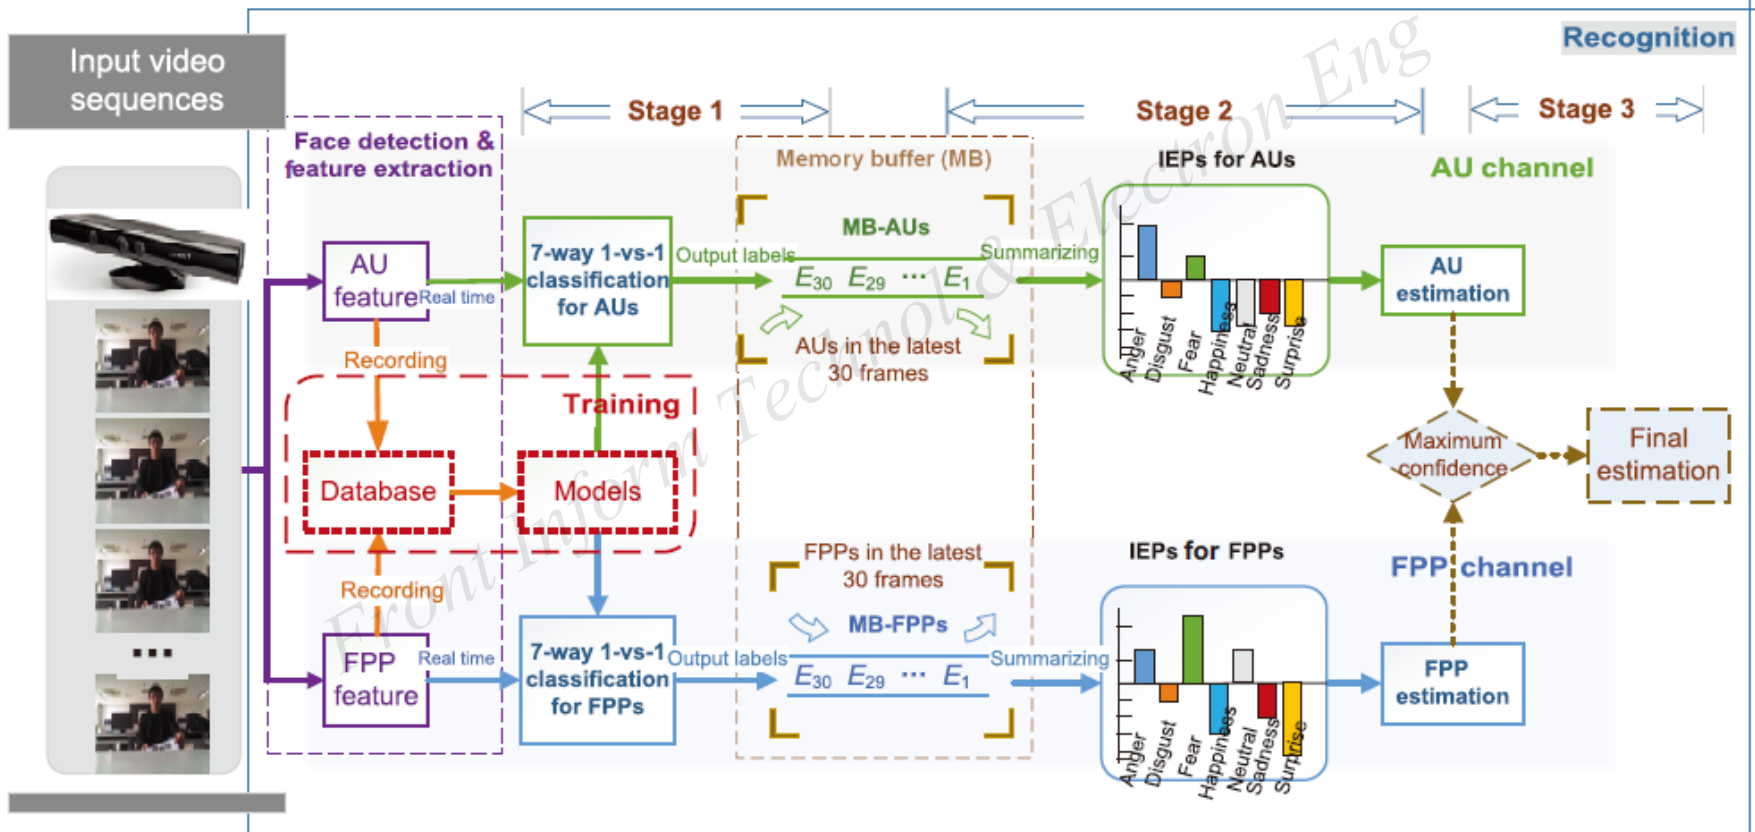 Recognition
Input video
sequences
Stage 1
Stage 2
Stage 3
Face detection &
feature extraction
Memory buffer (MB)
IEPs for AUs
AU channel
MB-AUs
AU
feature
Real time
7-way 1-vs-1
classification
for AUs
Output labels
E30 E29 ... E1
Summarizing
AU
estimation
AUs in the latest
30 frames
Anger
Disgust
Fear
Happiness
Neutral
Sadness
Surprise
Recording
Training
Database
Models
Maximum
confidence
Final
estimation
Recording
FPPs in the latest
30 frames
IEPs for FPPs
FPP channel
MB-FPPs
FPP
feature
Real time
7-way 1-vs-1
classification
for FPPs
Output labels
E30 E29 ... E1
Summarizing
FPP
estimation
Anger
Disgust
Fear
Happiness
Neutral
Sadness
Surprise
...
Front Inform Technol & Electron Eng